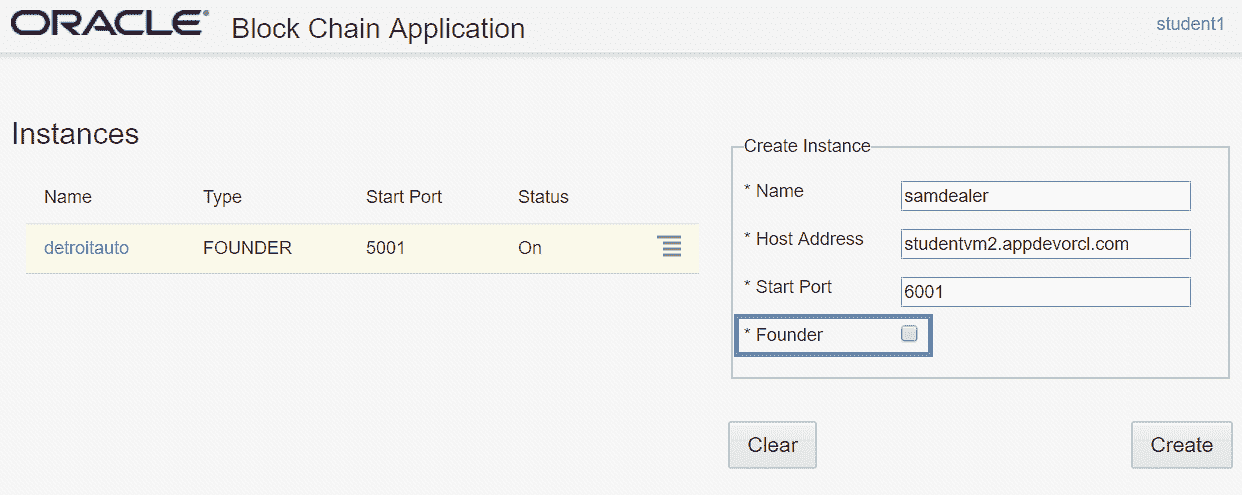 ORACLE® Block Chain Application
student1
Instances
Name Type Start Port Status
detroitauto FOUNDER 5001 On
Create Instance
* Name samdealer
* Host Address studentvm2.appdevorcl.com
* Start Port 6001
* Founder
Clear Create